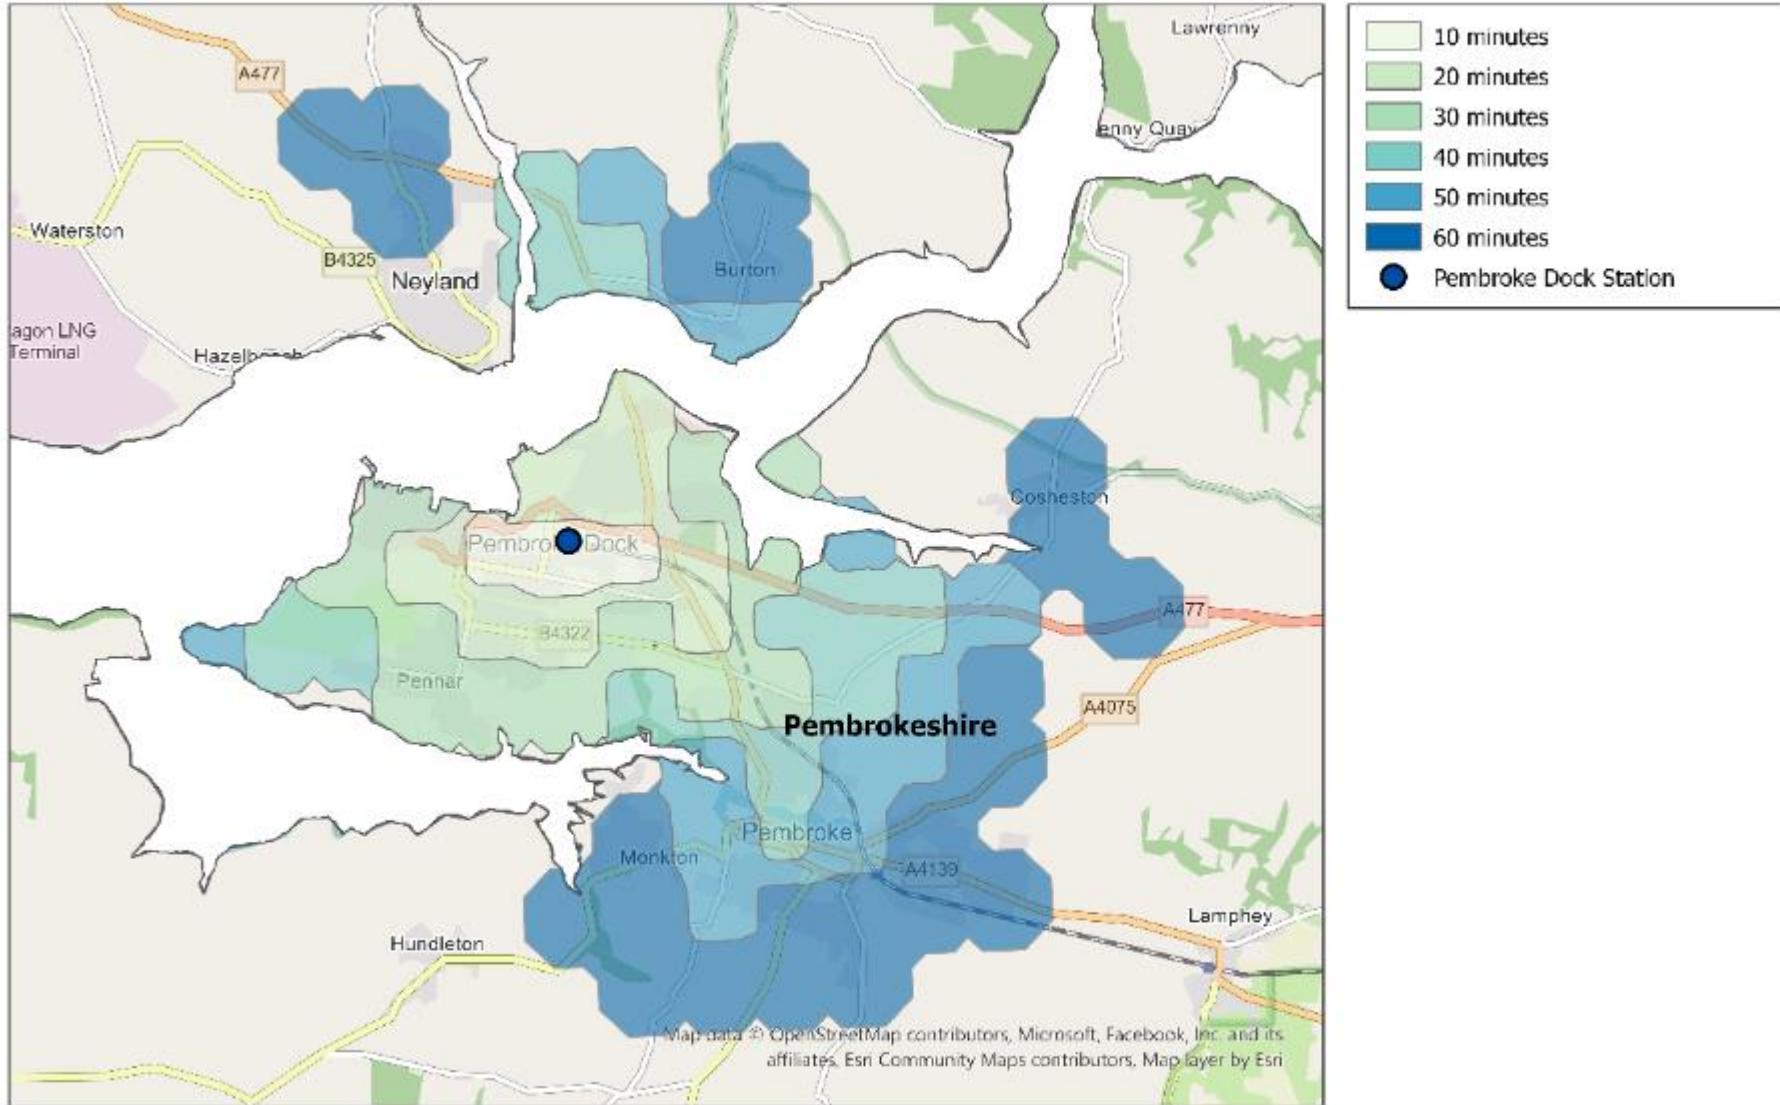 Lawrenny
A477
enny Quay
Waterston
B4325
Neyland
Burton
agon LNG
Terminal
Cosheston
Pembroke Dock
A477
B4322
Pennar
A4075
Pembrokeshire
Pembroke
Monkton
A4139
Lamphey
Hundleton
Map data © OpenStreetMap contributors, Microsoft, Facebook, Inc. and its
affiliates, Esri Community Maps contributors, Map layer by Esri
10 minutes
20 minutes
30 minutes
40 minutes
50 minutes
60 minutes
Pembroke Dock Station